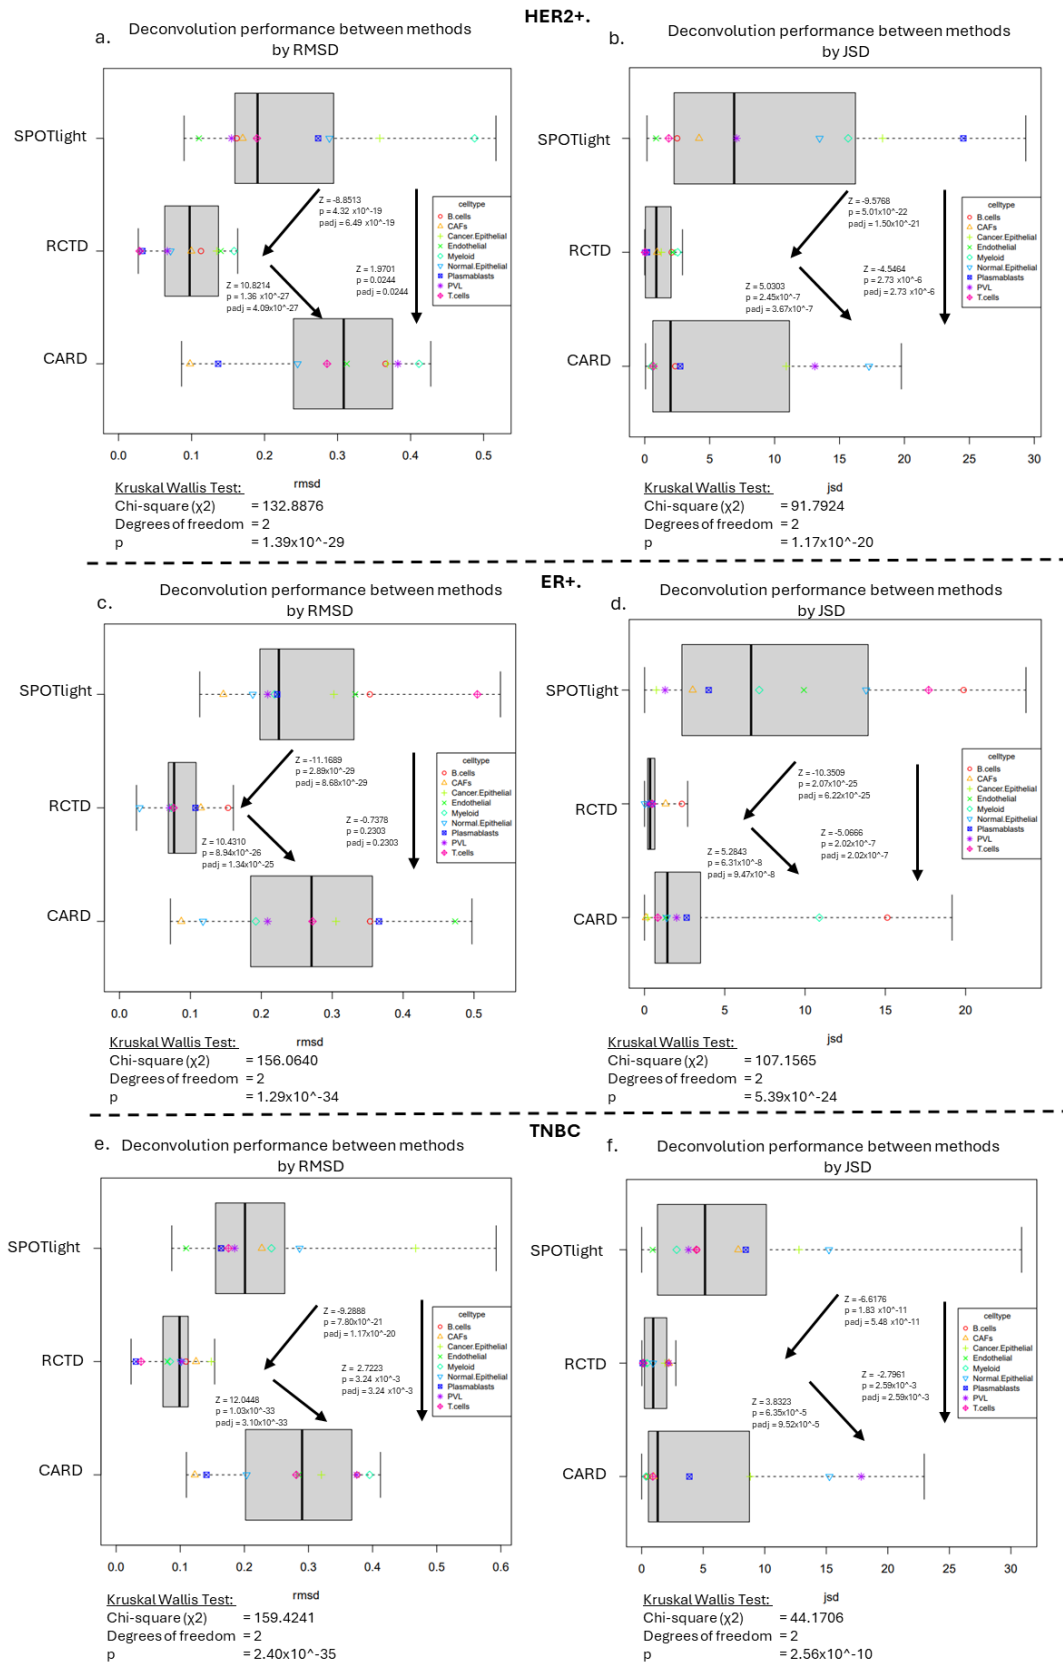 HER2+.
a.
Deconvolution performance between methods
by RMSD
SPOTlight
RCTD
CARD
Z = -8.8513
p = 4.32 x10^-19
padj = 6.49 x10^-19
Z = 10.8214
p = 1.36 x10^-27
padj = 4.09x10^-27
Z = 1.9701
p = 0.0244
padj = 0.0244
celltype
B.cells
CAFs
Cancer.Epithelial
Endothelial
Myeloid
Normal.Epithelial
Plasmablasts
PVL
T.cells
0.0 0.1 0.2 0.3 0.4 0.5
rmsd
Kruskal Wallis Test:
Chi-square (χ2) = 132.8876
Degrees of freedom = 2
p = 1.39x10^-29
b.
Deconvolution performance between methods
by JSD
SPOTlight
RCTD
CARD
Z = -9.5768
p = 5.01x10^-22
padj = 1.50x10^-21
Z = 5.0303
p = 2.45x10^-7
padj = 3.67x10^-7
Z = -4.5464
p = 2.73 x10^-6
padj = 2.73 x10^-6
celltype
B.cells
CAFs
Cancer.Epithelial
Endothelial
Myeloid
Normal.Epithelial
Plasmablasts
PVL
T.cells
0 5 10 15 20 25 30
jsd
Kruskal Wallis Test:
Chi-square (χ2) = 91.7924
Degrees of freedom = 2
p = 1.17x10^-20
ER+.
c.
Deconvolution performance between methods
by RMSD
SPOTlight
RCTD
CARD
Z = -11.1689
p = 2.89x10^-29
padj = 8.68x10^-29
Z = 10.4310
p = 8.94x10^-26
padj = 1.34x10^-25
Z = -0.7378
p = 0.2303
padj = 0.2303
celltype
B.cells
CAFs
Cancer.Epithelial
Endothelial
Myeloid
Normal.Epithelial
Plasmablasts
PVL
T.cells
0.0 0.1 0.2 0.3 0.4 0.5
rmsd
Kruskal Wallis Test:
Chi-square (χ2) = 156.0640
Degrees of freedom = 2
p = 1.29x10^-34
d.
Deconvolution performance between methods
by JSD
SPOTlight
RCTD
CARD
Z = -10.3509
p = 2.07x10^-25
padj = 6.22x10^-25
Z = 5.2843
p = 6.31x10^-8
padj = 9.47x10^-8
Z = -5.0666
p = 2.02x10^-7
padj = 2.02x10^-7
celltype
B.cells
CAFs
Cancer.Epithelial
Endothelial
Myeloid
Normal.Epithelial
Plasmablasts
PVL
T.cells
0 5 10 15 20
jsd
Kruskal Wallis Test:
Chi-square (χ2) = 107.1565
Degrees of freedom = 2
p = 5.39x10^-24
TNBC
e.
Deconvolution performance between methods
by RMSD
SPOTlight
RCTD
CARD
Z = -9.2888
p = 7.80x10^-21
padj = 1.17x10^-20
Z = 12.0448
p = 1.03x10^-33
padj = 3.10x10^-33
Z = 2.7223
p = 3.24 x10^-3
padj = 3.24 x10^-3
celltype
B.cells
CAFs
Cancer.Epithelial
Endothelial
Myeloid
Normal.Epithelial
Plasmablasts
PVL
T.cells
0.0 0.1 0.2 0.3 0.4 0.5 0.6
rmsd
Kruskal Wallis Test:
Chi-square (χ2) = 159.4241
Degrees of freedom = 2
p = 2.40x10^-35
f.
Deconvolution performance between methods
by JSD
SPOTlight
RCTD
CARD
Z = -6.6176
p = 1.83 x10^-11
padj = 5.48 x10^-11
Z = 3.8323
p = 6.35x10^-5
padj = 9.52x10^-5
Z = -2.7961
p = 2.59x10^-3
padj = 2.59x10^-3
celltype
B.cells
CAFs
Cancer.Epithelial
Endothelial
Myeloid
Normal.Epithelial
Plasmablasts
PVL
T.cells
0 5 10 15 20 25 30
jsd
Kruskal Wallis Test:
Chi-square (χ2) = 44.1706
Degrees of freedom = 2
p = 2.56x10^-10